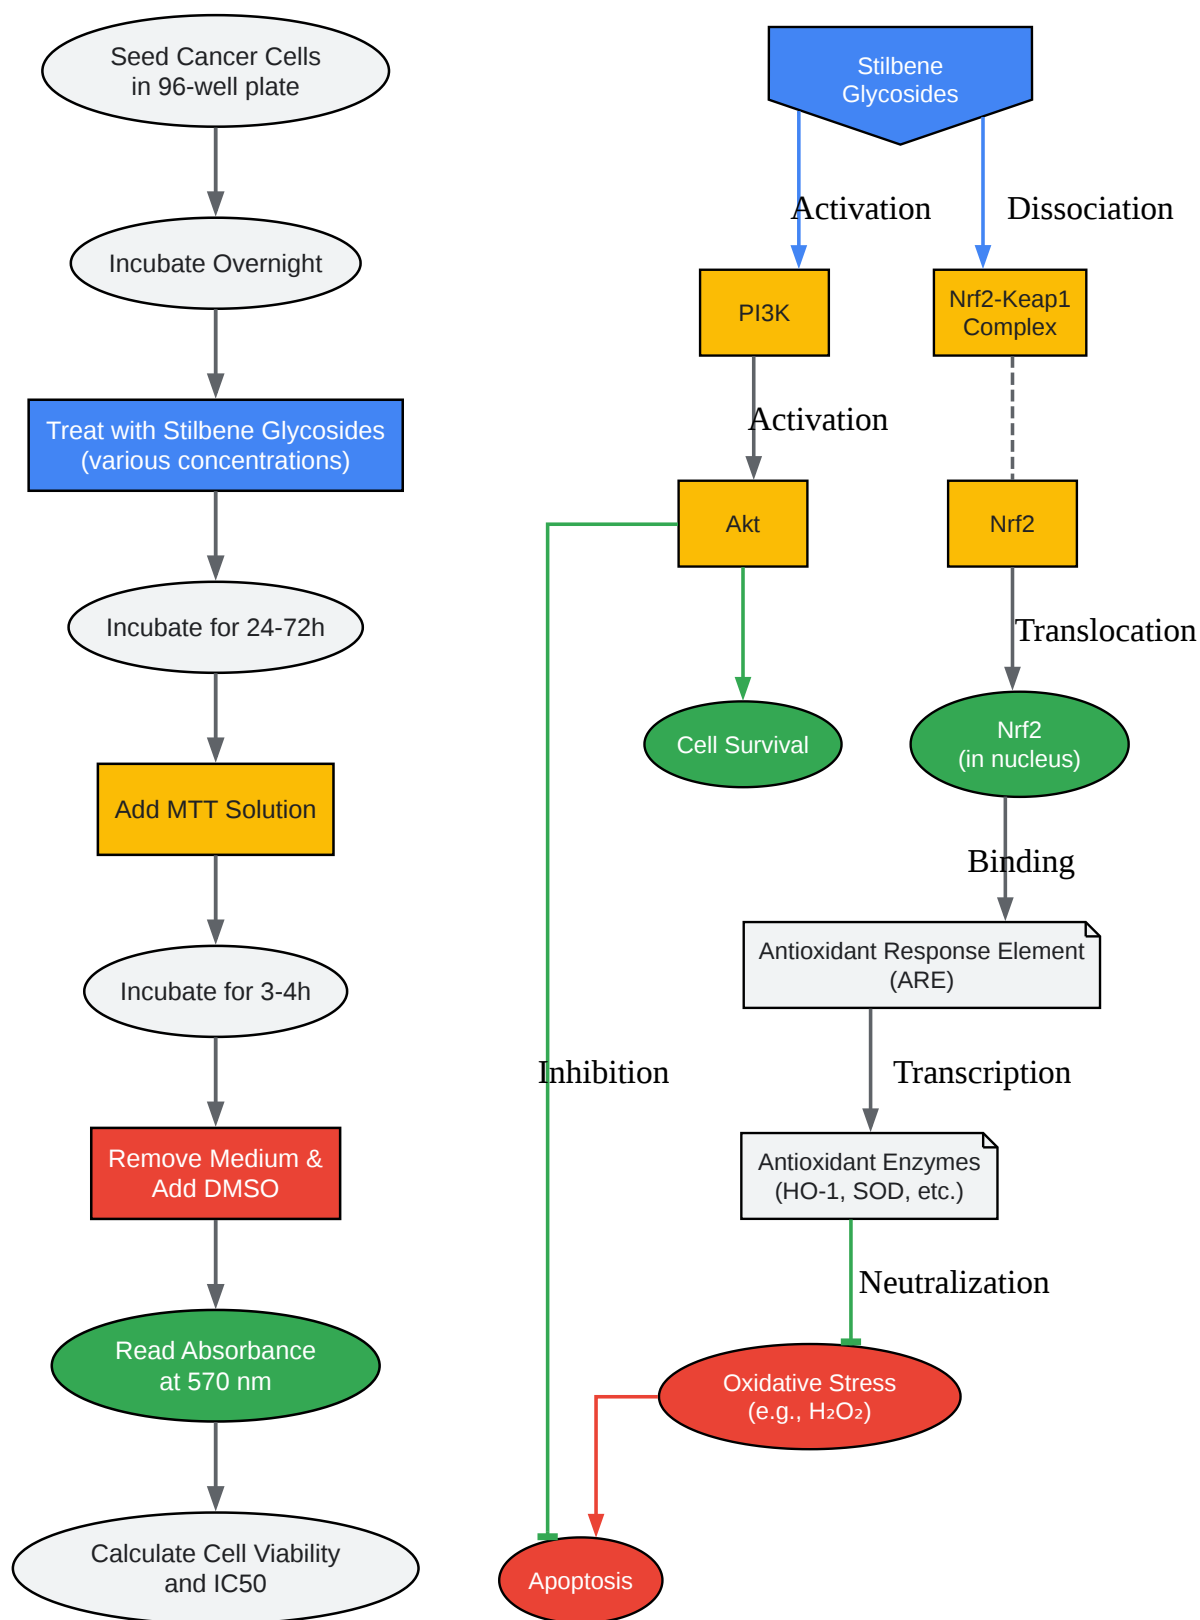 Seed Cancer Cells
in 96-well plate
Incubate Overnight
Treat with Stilbene Glycosides
(various concentrations)
Incubate for 24-72h
Add MTT Solution
Incubate for 3-4h
Remove Medium &
Add DMSO
Read Absorbance
at 570 nm
Calculate Cell Viability
and IC50
Stilbene
Glycosides
Activation
Dissociation
PI3K
Nrf2-Keap1
Complex
Activation
Akt
Nrf2
Translocation
Cell Survival
Nrf2
(in nucleus)
Binding
Antioxidant Response Element
(ARE)
Inhibition
Transcription
Antioxidant Enzymes
(HO-1, SOD, etc.)
Neutralization
Oxidative Stress
(e.g., H₂O₂)
Apoptosis